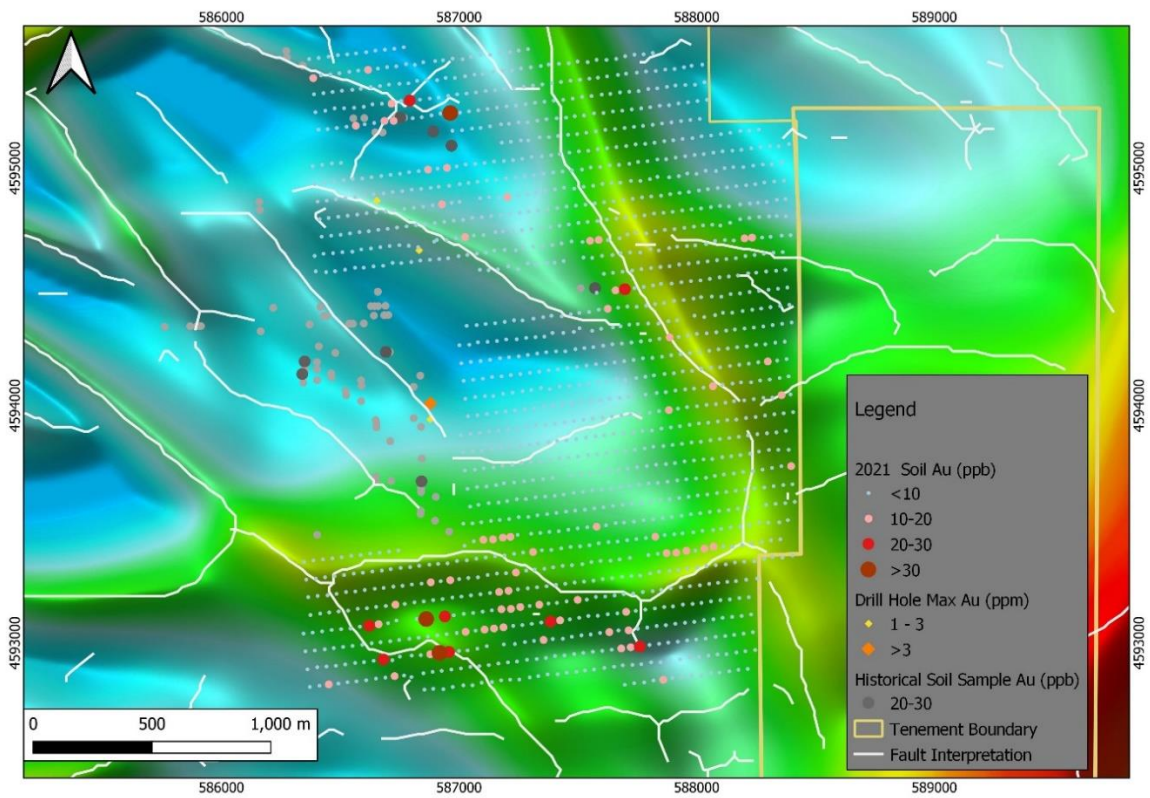 586000 587000 588000 589000
4595000 4595000
4594000 4594000
4593000 4593000
Legend
2021 Soil Au (ppb)
<10
10-20
20-30
>30
Drill Hole Max Au (ppm)
1 - 3
>3
Historical Soil Sample Au (ppb)
20-30
Tenement Boundary
Fault Interpretation
0 500 1,000 m
586000 587000 588000 589000